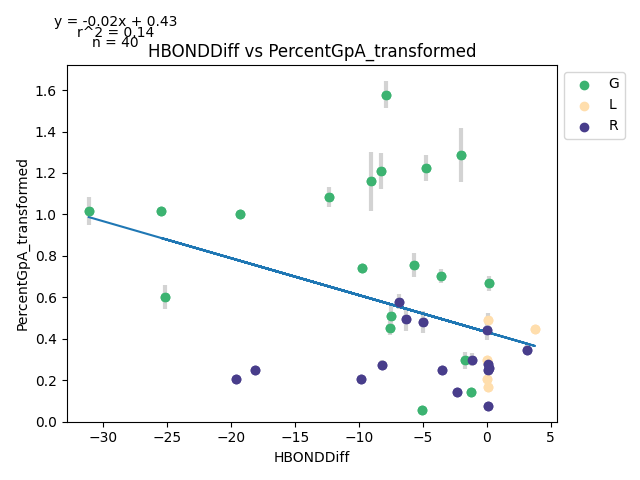 y = -0.02x + 0.43
r^2 = 0.14
n = 40
HBONDDiff vs PercentGpA_transformed
G
L
R
1.6
1.4
1.2
1.0
0.8
0.6
0.4
0.2
0.0
PercentGpA_transformed
−30
−25
−20
−15
−10
−5
0
5
HBONDDiff